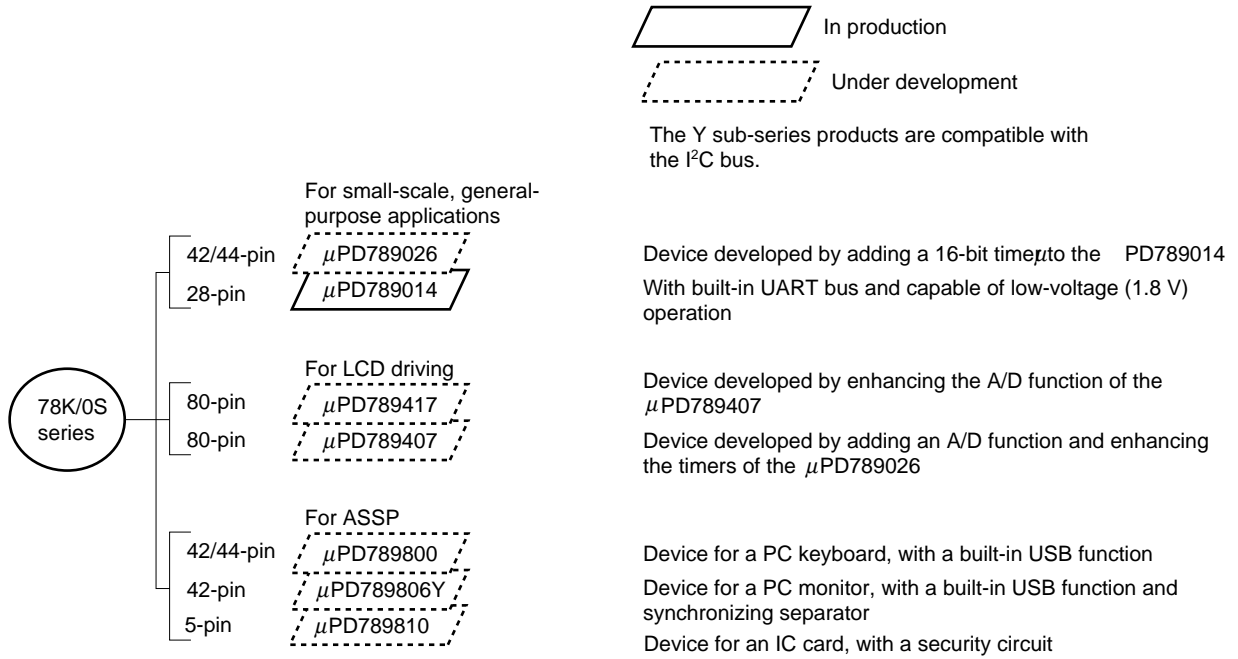 In production
Under development
The Y sub-series products are compatible with
the I²C bus.
For small-scale, general-
purpose applications
42/44-pin μPD789026 Device developed by adding a 16-bit timerμto the PD789014
28-pin μPD789014 With built-in UART bus and capable of low-voltage (1.8 V)
operation
For LCD driving
80-pin μPD789417 Device developed by enhancing the A/D function of the
μPD789407
78K/0S
series
80-pin μPD789407 Device developed by adding an A/D function and enhancing
the timers of the μPD789026
For ASSP
42/44-pin μPD789800 Device for a PC keyboard, with a built-in USB function
42-pin μPD789806Y Device for a PC monitor, with a built-in USB function and
synchronizing separator
5-pin μPD789810 Device for an IC card, with a security circuit